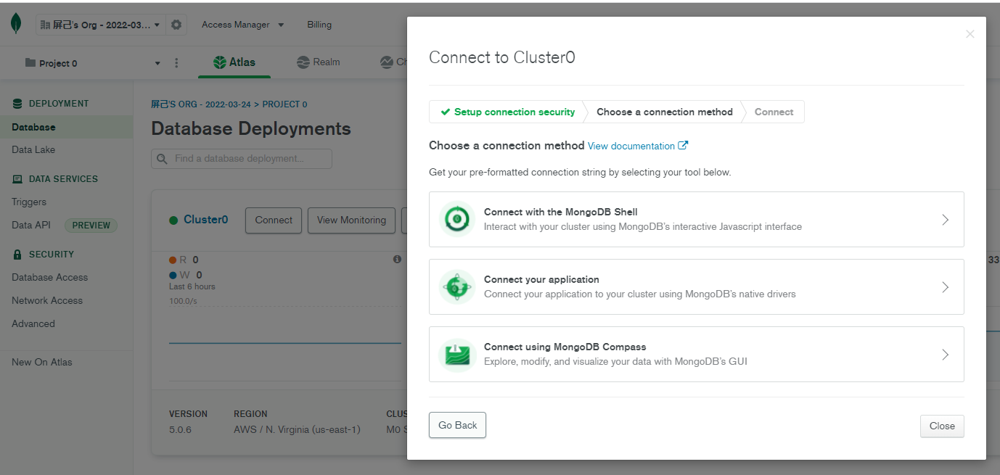 屏己's Org - 2022-03...
Access Manager
Billing
Project 0
Atlas
Realm
DEPLOYMENT
Database
Data Lake
DATA SERVICES
Triggers
Data API PREVIEW
SECURITY
Database Access
Network Access
Advanced
New On Atlas
屏己'S ORG - 2022-03-24 > PROJECT 0
Database Deployments
Find a database deployment...
Cluster0
Connect
View Monitoring
R 0
W 0
Last 6 hours
100.0/s
VERSION
5.0.6
REGION
AWS / N. Virginia (us-east-1)
33
Connect to Cluster0
Setup connection security
Choose a connection method
Connect
Choose a connection method View documentation
Get your pre-formatted connection string by selecting your tool below.
Connect with the MongoDB Shell
Interact with your cluster using MongoDB's interactive Javascript interface
Connect your application
Connect your application to your cluster using MongoDB's native drivers
Connect using MongoDB Compass
Explore, modify, and visualize your data with MongoDB's GUI
Go Back
Close